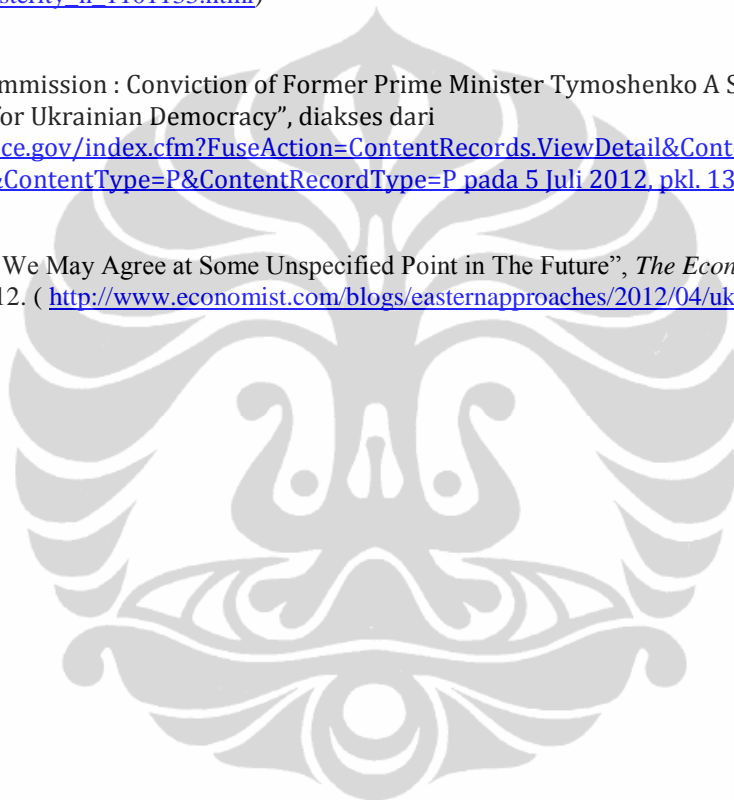 sterity_n_1101133.html)
mmission : Conviction of Former Prime Minister Tymoshenko A S
for Ukrainian Democracy”, diakses dari
ce.gov/index.cfm?FuseAction=ContentRecords.ViewDetail&Conte
&ContentType=P&ContentRecordType=P pada 5 Juli 2012, pkl. 13
We May Agree at Some Unspecified Point in The Future”, The Econ
12. ( http://www.economist.com/blogs/easternapproaches/2012/04/uk